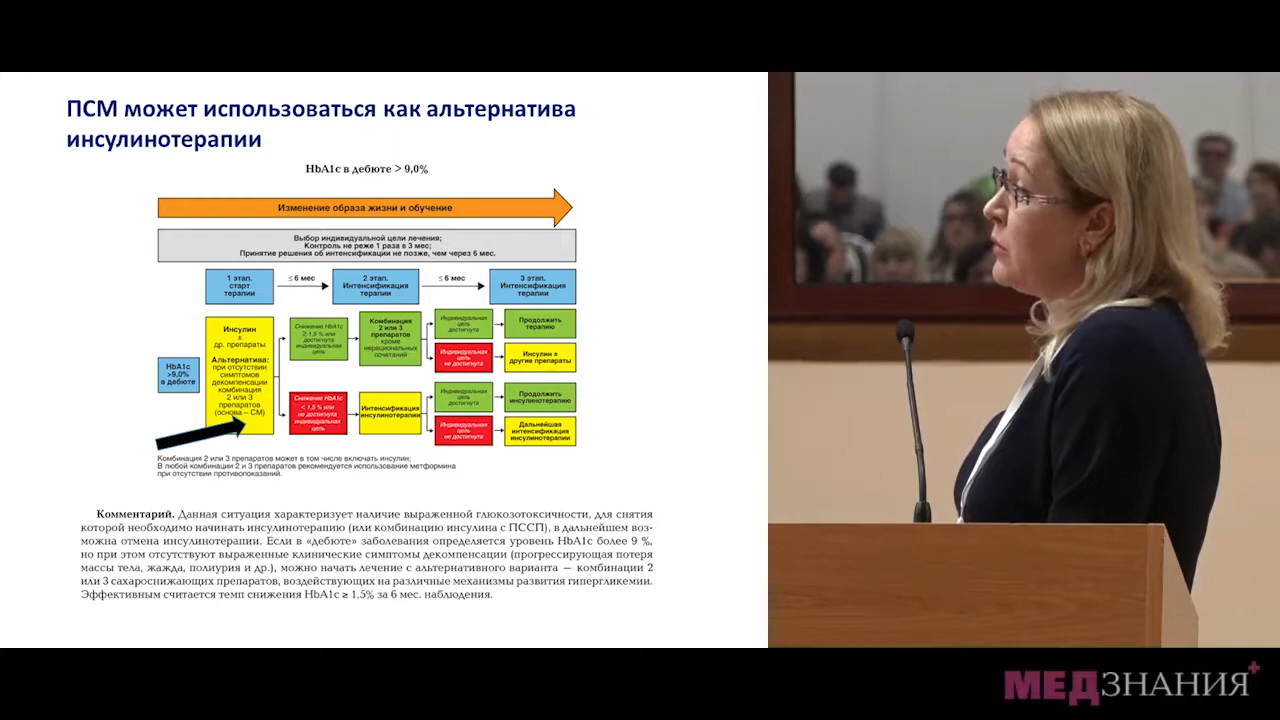 ПСМ может использоваться как альтернатива
инсулинотерапии
HbA1c в дебюте > 9,0%
Изменение образа жизни и обучение
Выбор индивидуальной цели лечения;
Контроль не реже 1 раза в 3 мес;
Принятие решения об интенсификации не позже, чем через 6 мес.
1 этап.
старт
терапии
≤ 6 мес
2 этап.
Интенсификация
терапии
≤ 6 мес
3 этап.
Интенсификация
терапии
HbA1c
>9,0%
в дебюте
Инсулин
±
др. препараты
Альтернатива:
при отсутствии
симптомов
декомпенсации
комбинация
2 или 3
препаратов
(основа – СМ)
Снижение HbA1c
≥ 1,5 % или
достигнута
индивидуальная
цель
Комбинация
2 или 3
препаратов
кроме
нерациональных
сочетаний
Индивидуальная
цель
достигнута
Продолжить
терапию
Индивидуальная
цель
не достигнута
Инсулин ±
другие препараты
Снижение HbA1c
< 1,5 % или
не достигнута
индивидуальная
цель
Интенсификация
инсулинотерапии
Индивидуальная
цель
достигнута
Продолжить
инсулинотерапию
Индивидуальная
цель
не достигнута
Дальнейшая
интенсификация
инсулинотерапии
Комбинация 2 или 3 препаратов может в том числе включать инсулин;
В любой комбинации 2 и 3 препаратов рекомендуется использование метформина
при отсутствии противопоказаний.
Комментарий. Данная ситуация характеризует наличие выраженной глюкозотоксичности, для снятия
которой необходимо начинать инсулинотерапию (или комбинацию инсулина с ПССП), в дальнейшем воз-
можна отмена инсулинотерапии. Если в «дебюте» заболевания определяется уровень HbA1c более 9 %,
но при этом отсутствуют выраженные клинические симптомы декомпенсации (прогрессирующая потеря
массы тела, жажда, полиурия и др.), можно начать лечение с альтернативного варианта — комбинации 2
или 3 сахароснижающих препаратов, воздействующих на различные механизмы развития гипергликемии.
Эффективным считается темп снижения HbA1c ≥ 1,5% за 6 мес. наблюдения.
МЕДЗНАНИЯ+